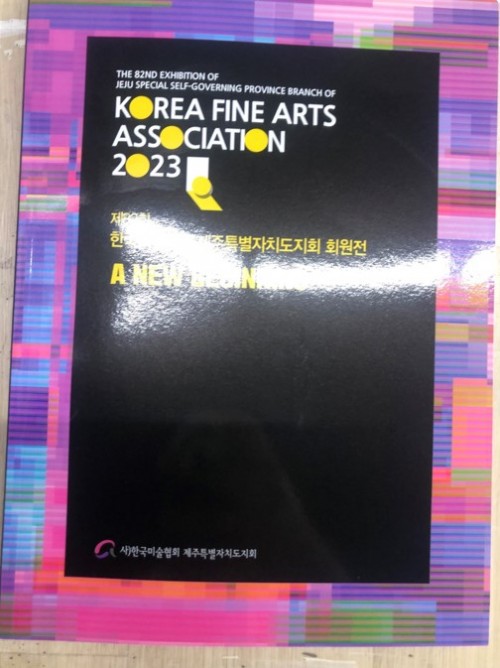 THE 82ND EXHIBITION OF
JEJU SPECIAL SELF-GOVERNING PROVINCE BRANCH OF
KOREA FINE ARTS
ASSOCIATION
2023
제주특별자치도지회 회원전
A NEW
사)한국미술협회 제주특별자치도지회